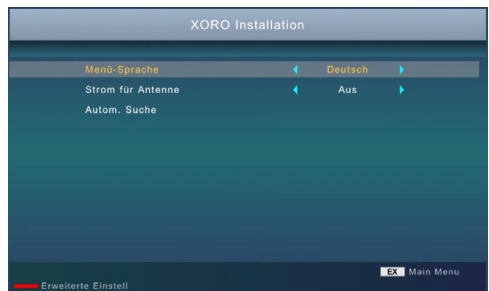 XORO Installation
Menü-Sprache Deutsch
Strom für Antenne Aus
Autom. Suche
EX Main Menu
Erweiterte Einstell